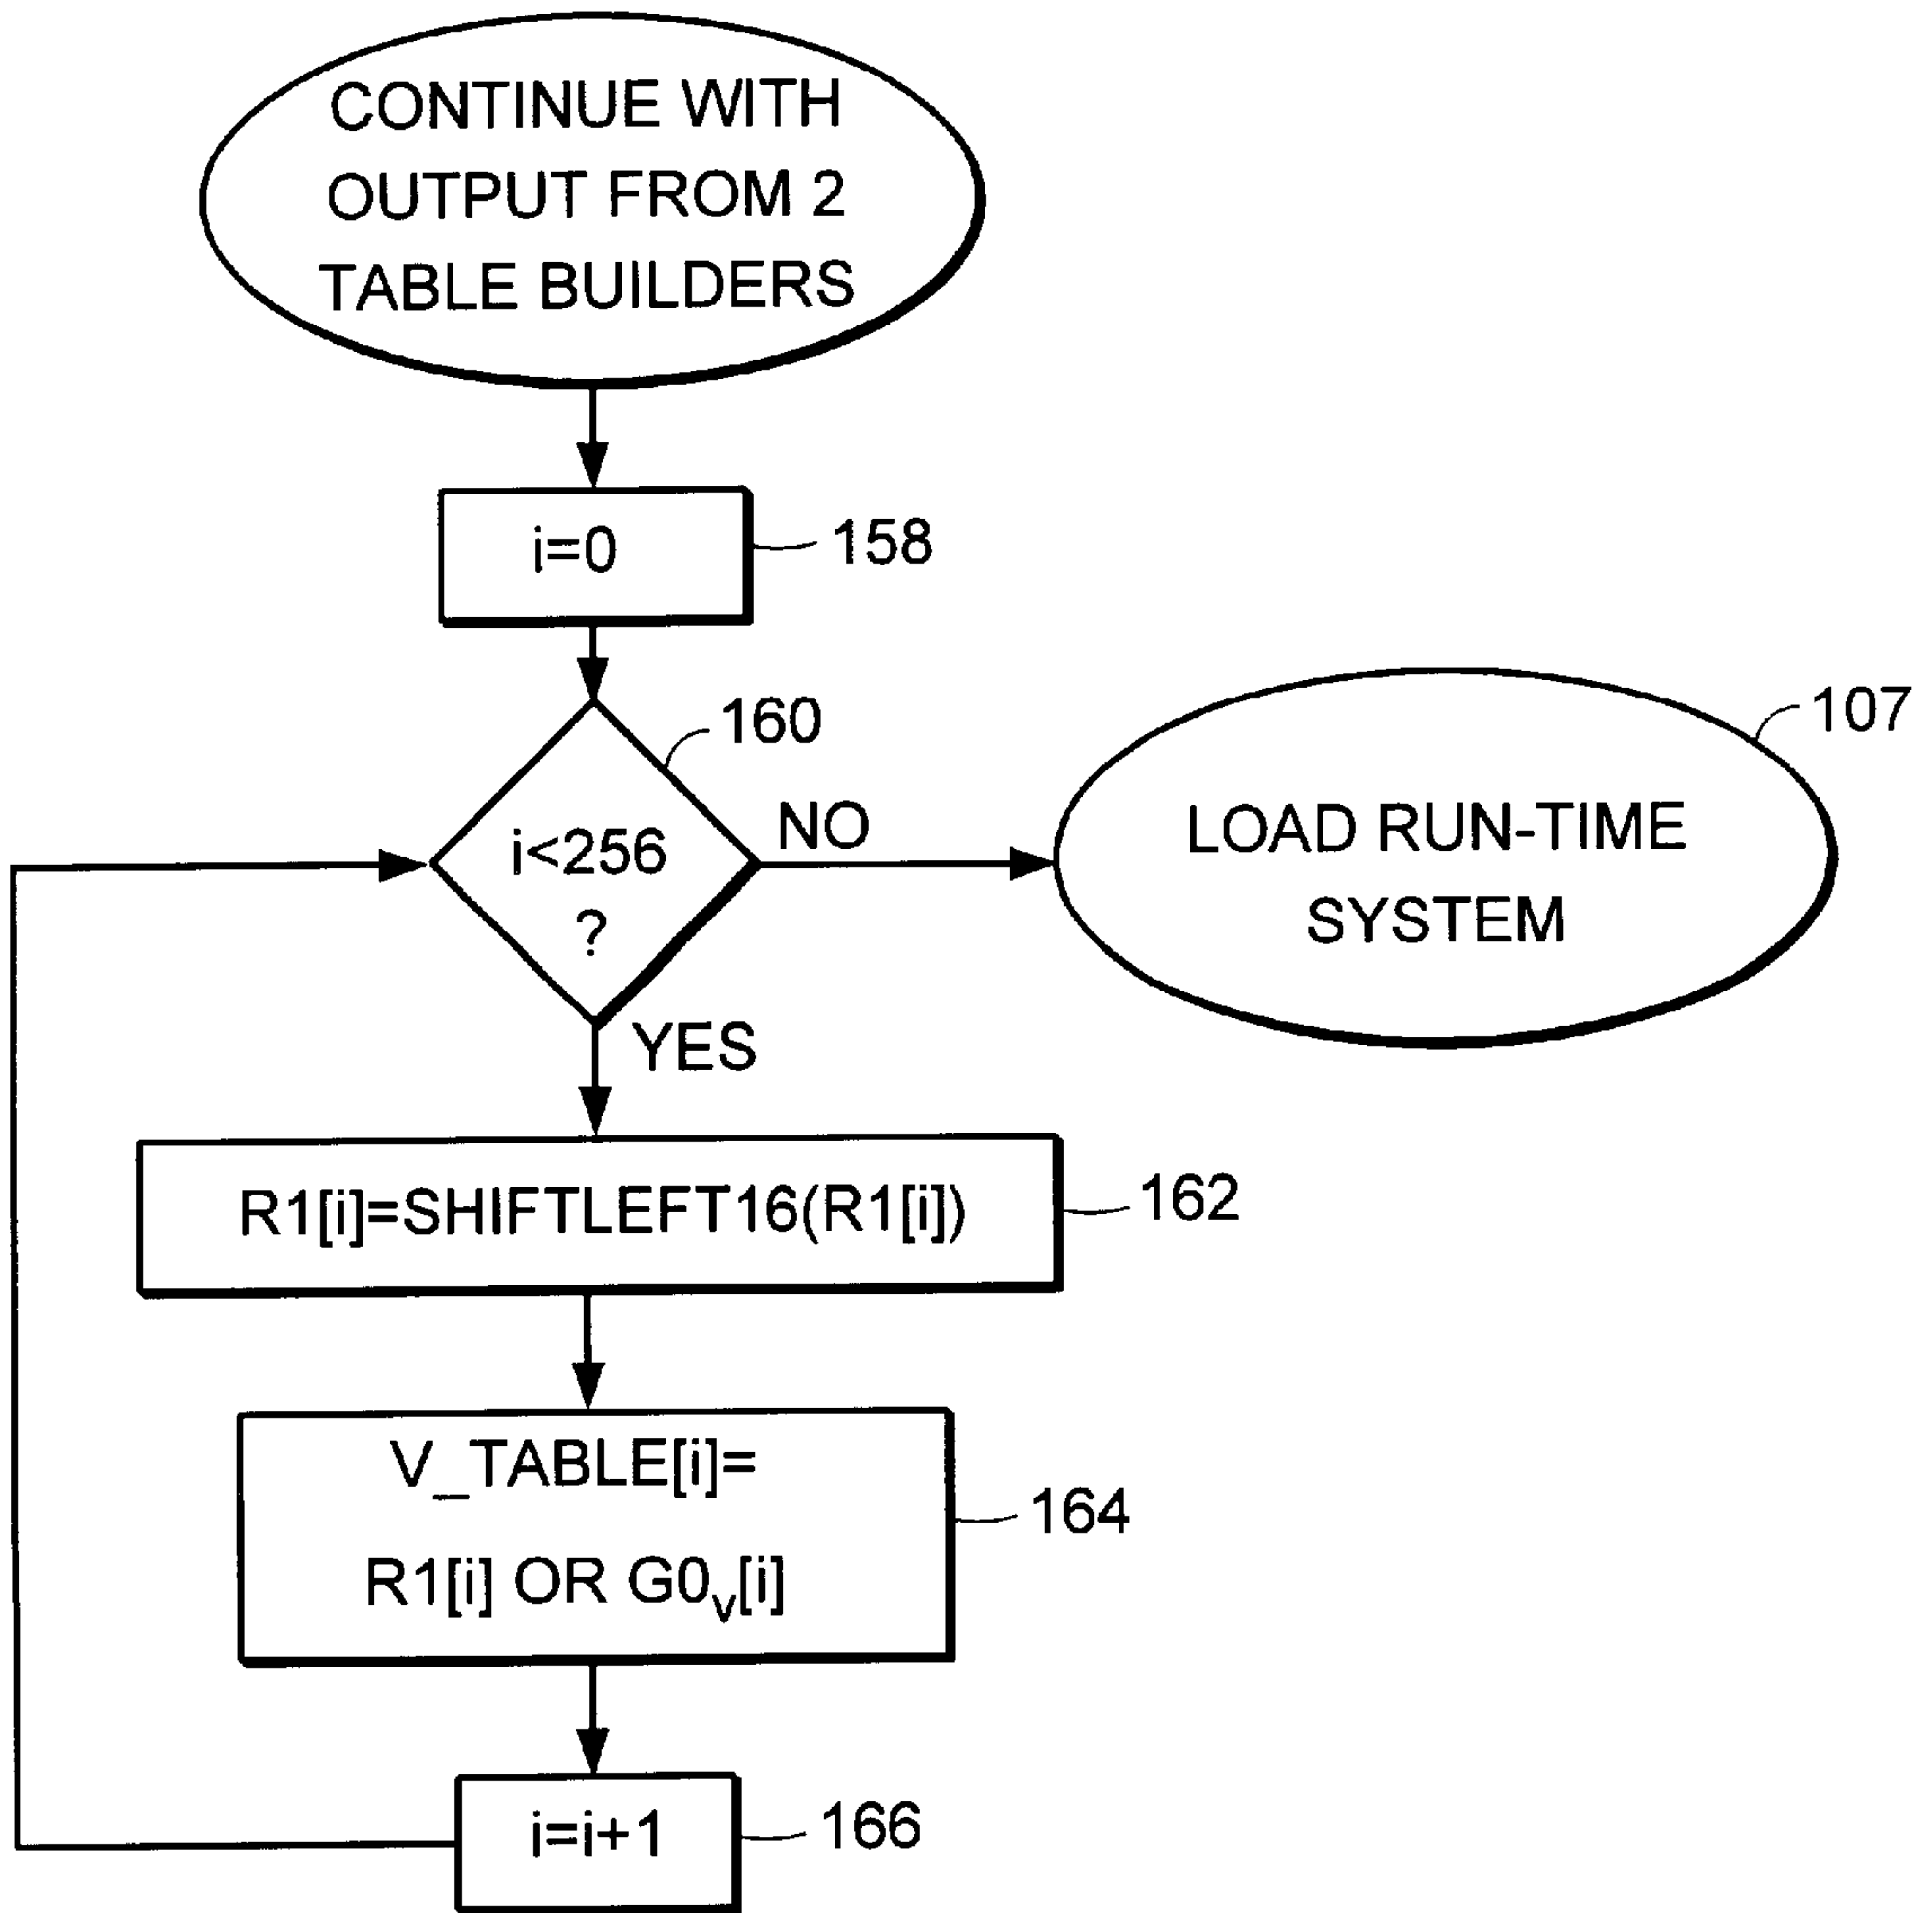 CONTINUE WITH
OUTPUT FROM 2
TABLE BUILDERS
i=0
158
160
i<256
?
NO
107
LOAD RUN-TIME
SYSTEM
YES
R1[i]=SHIFTLEFT16(R1[i])
162
V_TABLE[i]=
R1[i] OR G0v[i]
164
i=i+1
166